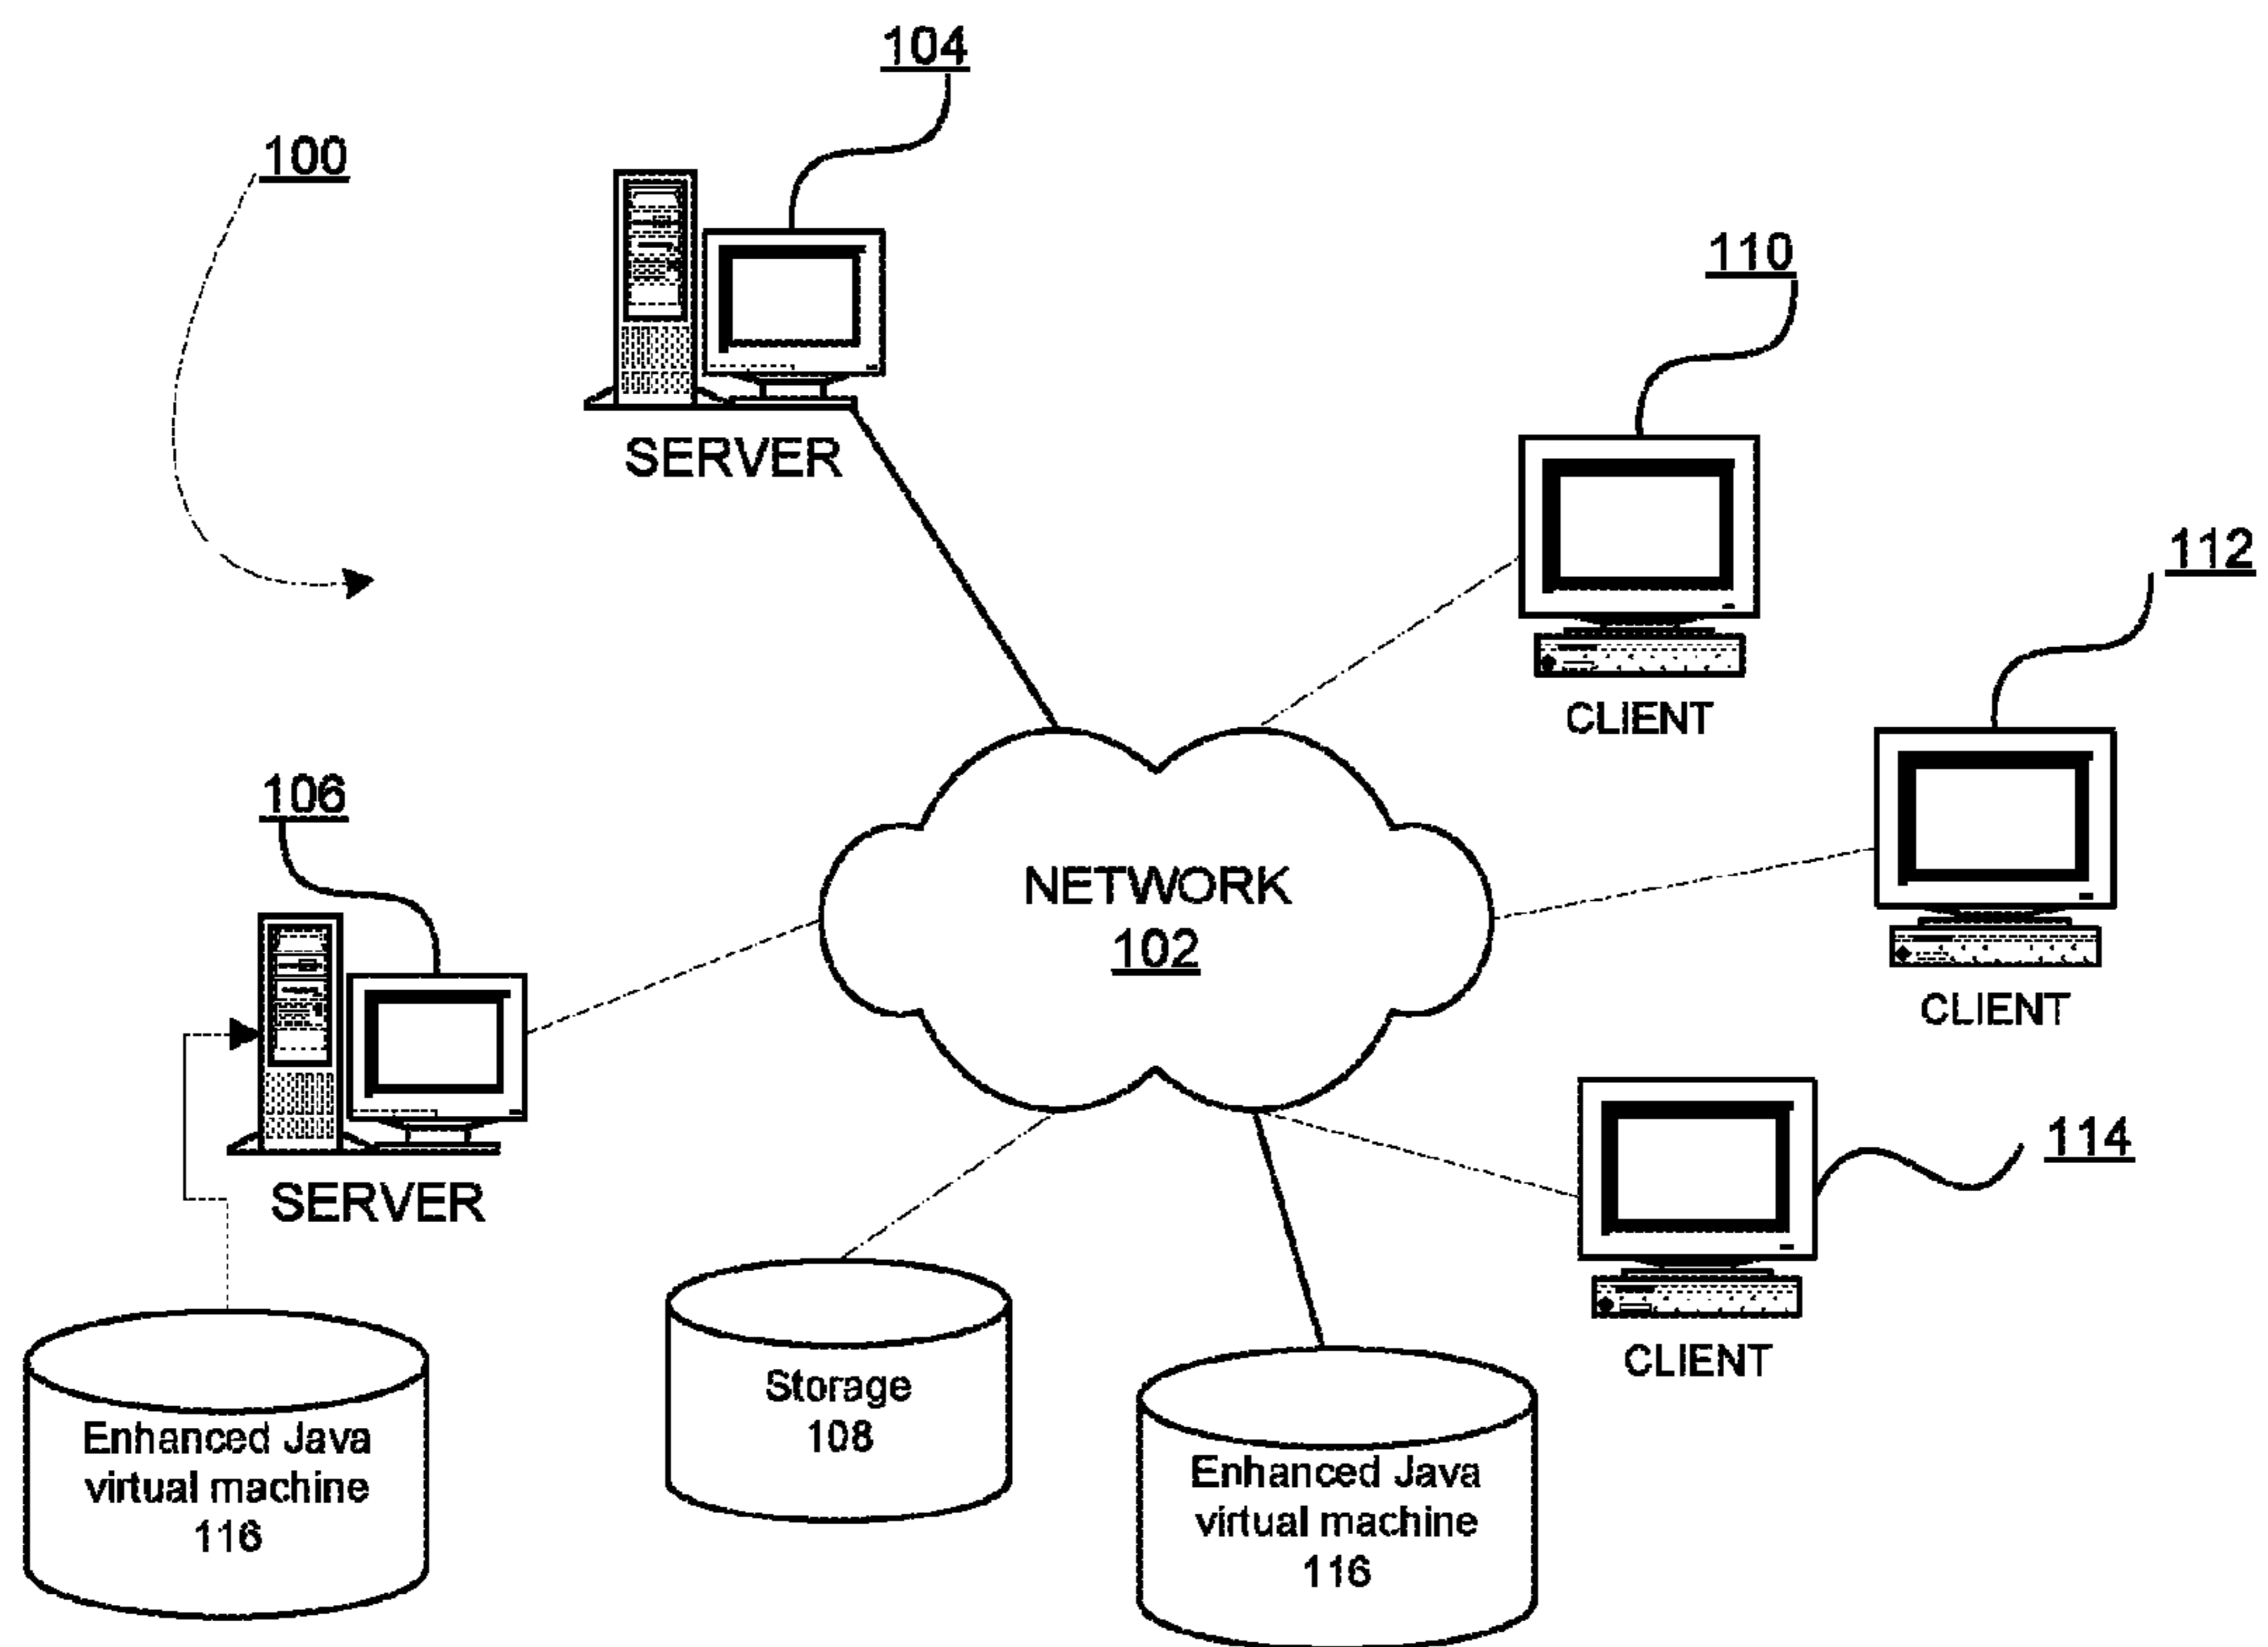 104
100
SERVER
110
112
CLIENT
106
NETWORK
102
CLIENT
114
SERVER
CLIENT
Storage
108
Enhanced Java
virtual machine
116
Enhanced Java
virtual machine
116